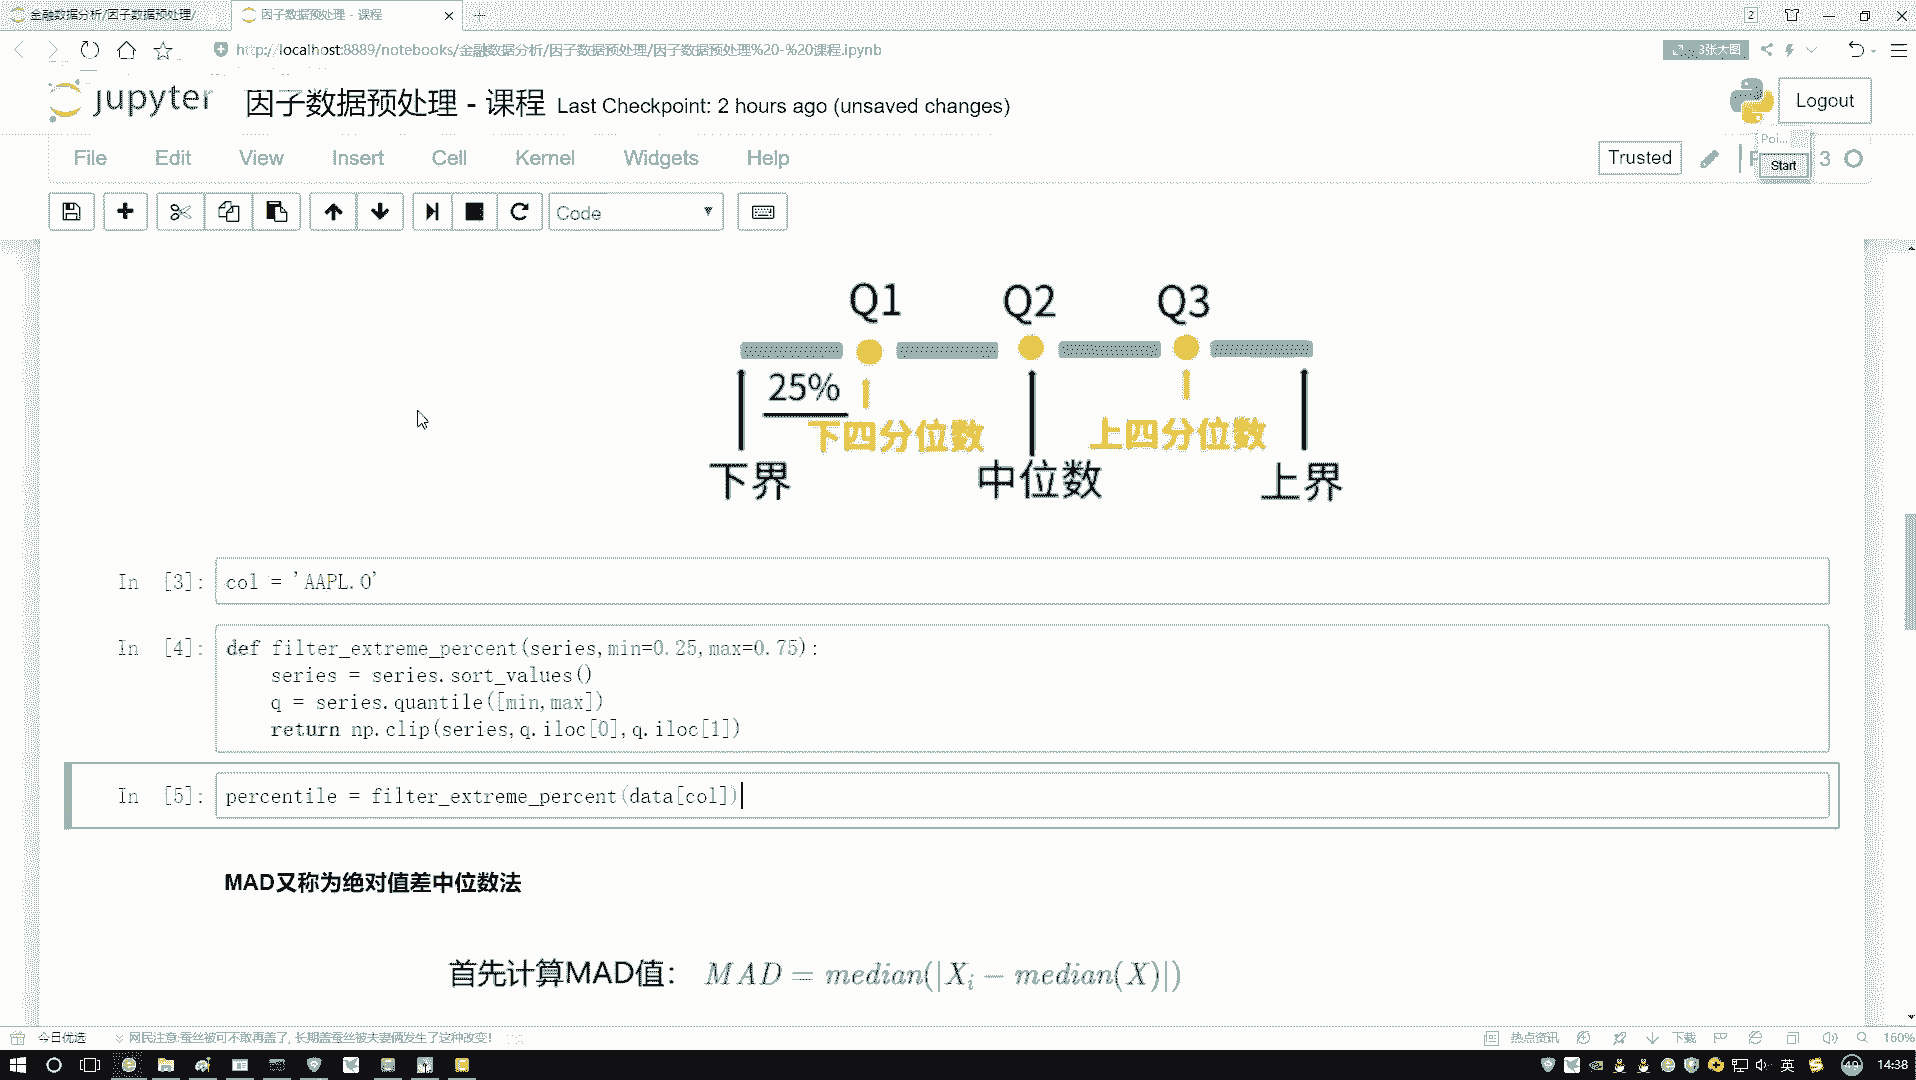 金融数据分析/因子数据预处理/
因子数据预处理 - 课程
2
http://localhost:8889/notebooks/金融数据分析/因子数据预处理/因子数据预处理%20-%20课程.ipynb
3张大图
jupyter
因子数据预处理 - 课程
Last Checkpoint: 2 hours ago (unsaved changes)
Logout
File Edit View Insert Cell Kernel Widgets Help
Trusted
Poi...
Start
3
Code
Q1 Q2 Q3
25%
下四分位数 上四分位数
下界 中位数 上界
In [3]: col = 'AAPL.O'
In [4]: def filter_extreme_percent(series,min=0.25,max=0.75):
series = series.sort_values()
q = series.quantile([min,max])
return np.clip(series,q.iloc[0],q.iloc[1])
In [5]: percentile = filter_extreme_percent(data[col])
MAD又称为绝对值差中位数法
首先计算MAD值： MAD = median(|Xi − median(X)|)
今日优选
网民注意:蚕丝被可不敢再盖了, 长期盖蚕丝被夫妻俩发生了这种改变!
热点资讯
下载
160%
英
49
14:38